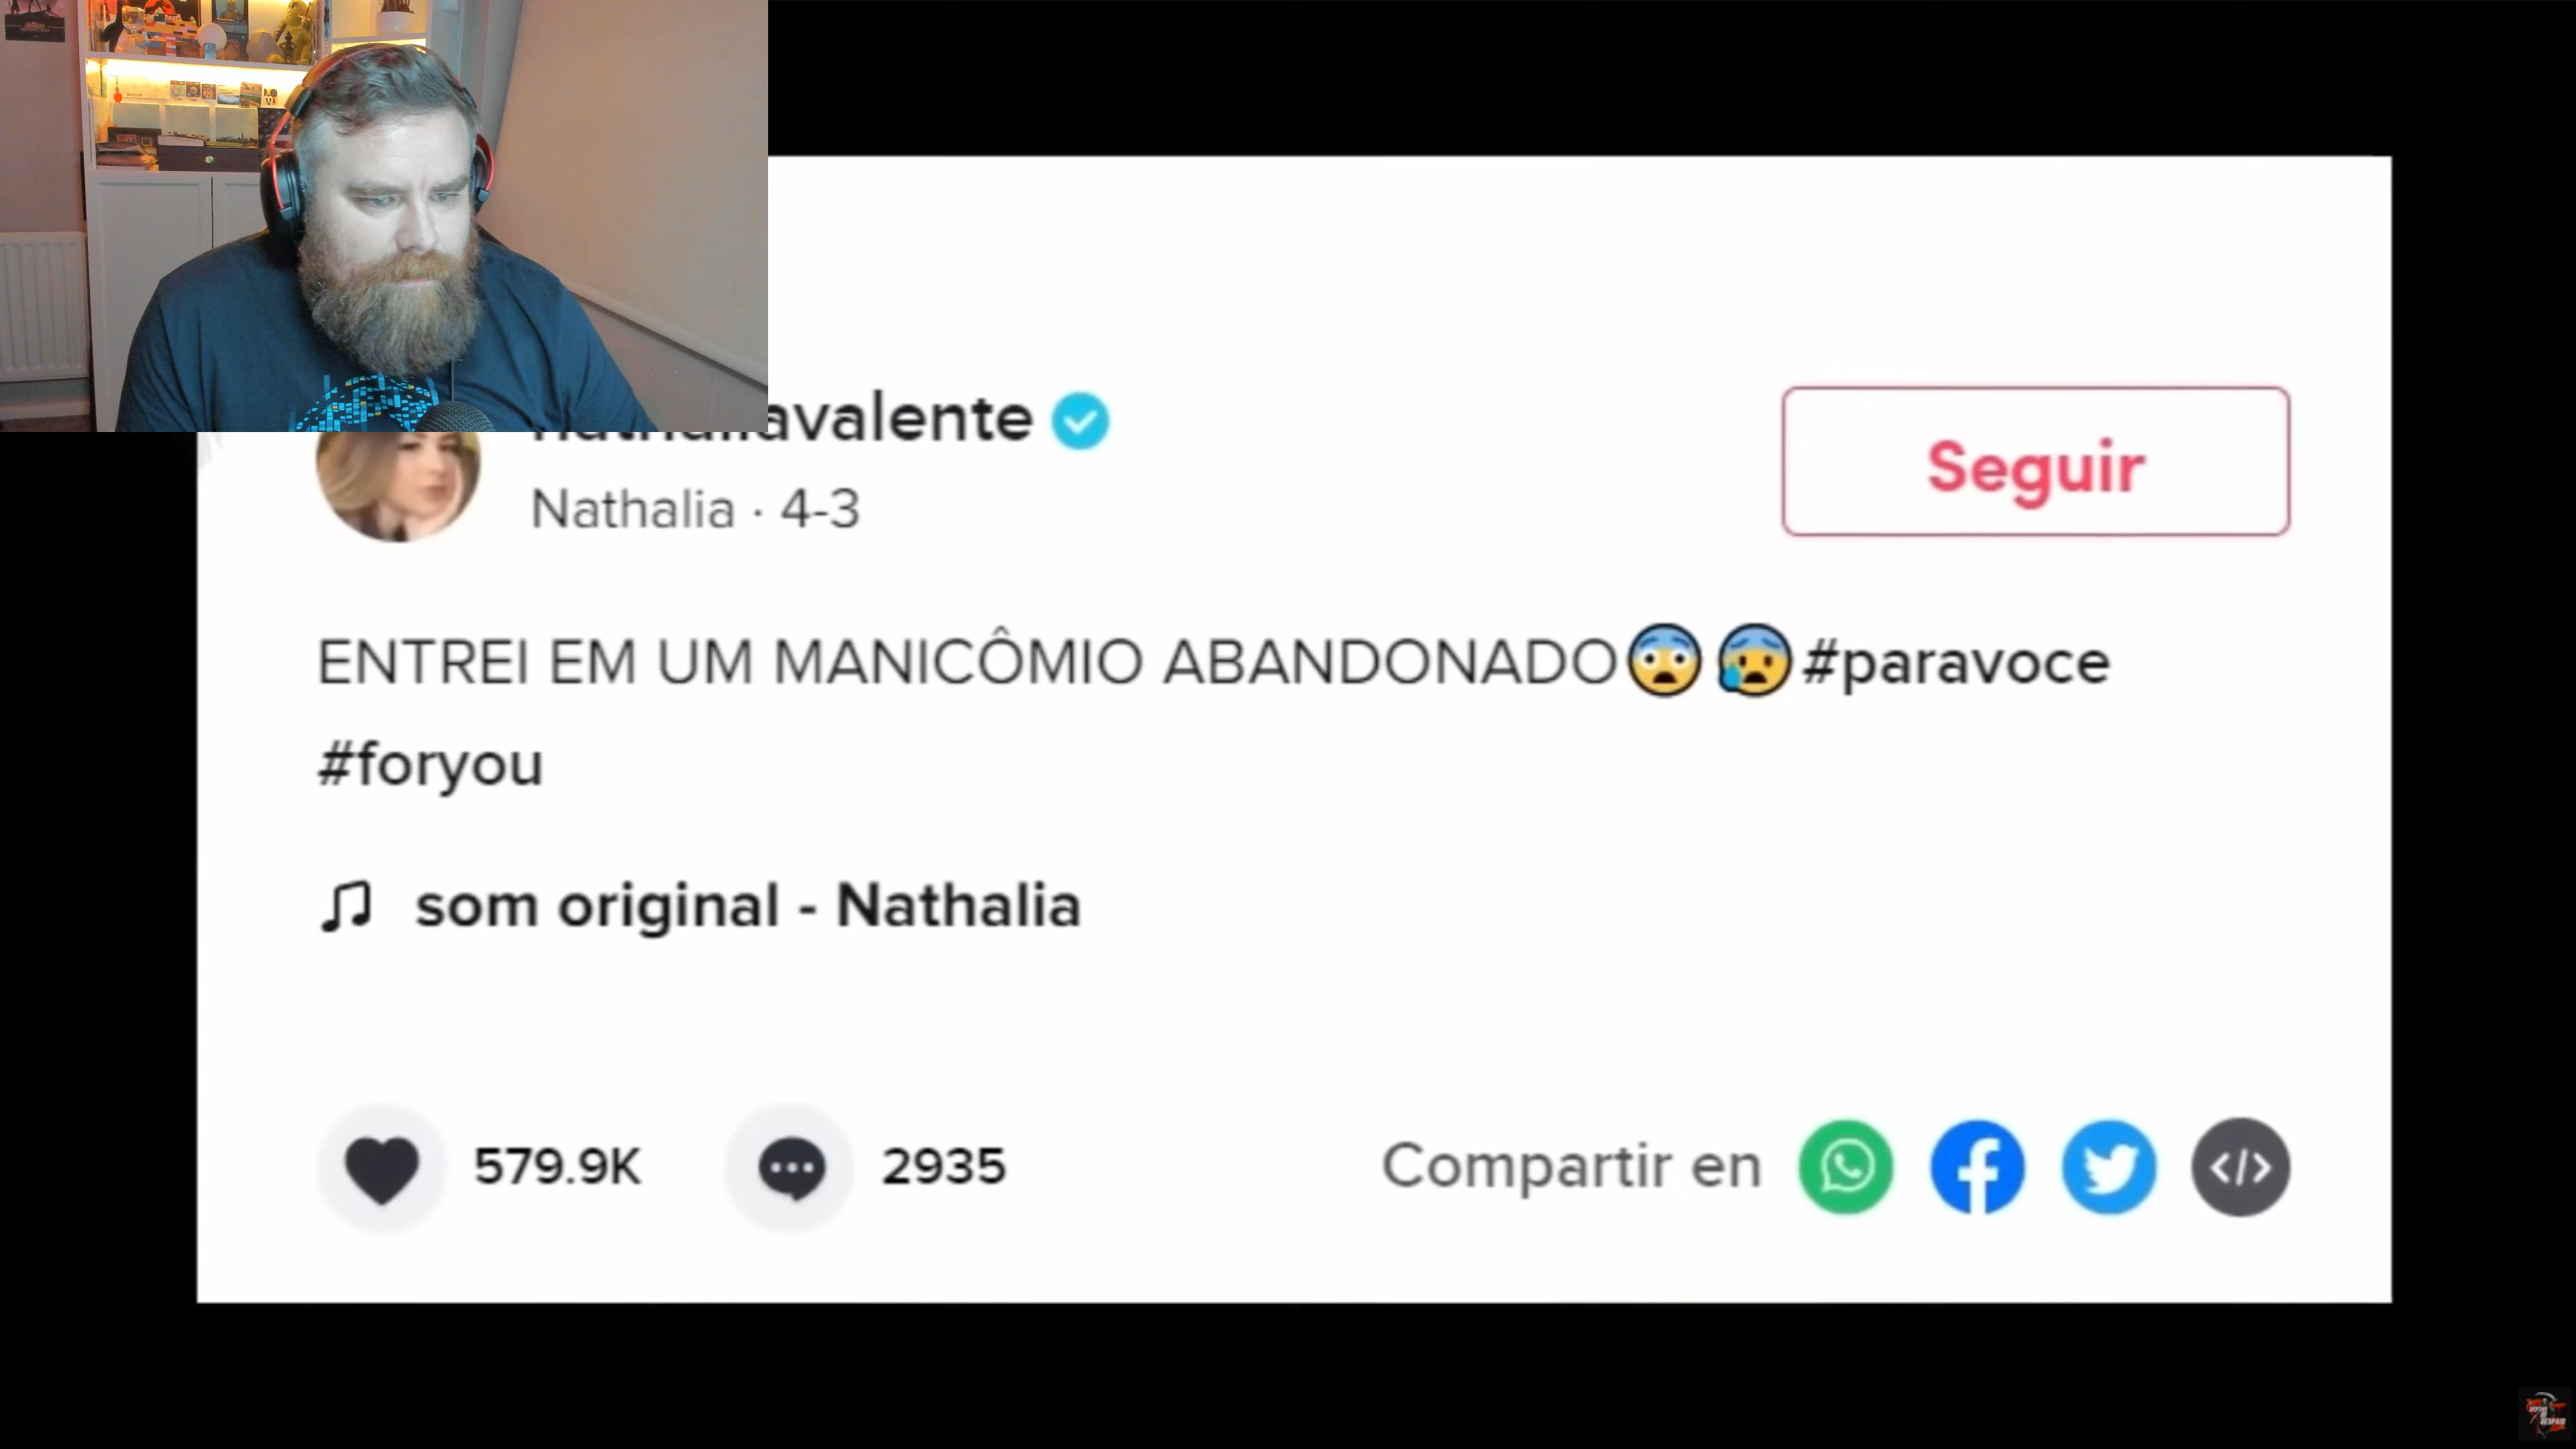 Nathalia · 4-3
Seguir
ENTREI EM UM MANICÔMIO ABANDONADO😨😰#paravoce
#foryou
som original - Nathalia
579.9K
2935
Compartir en